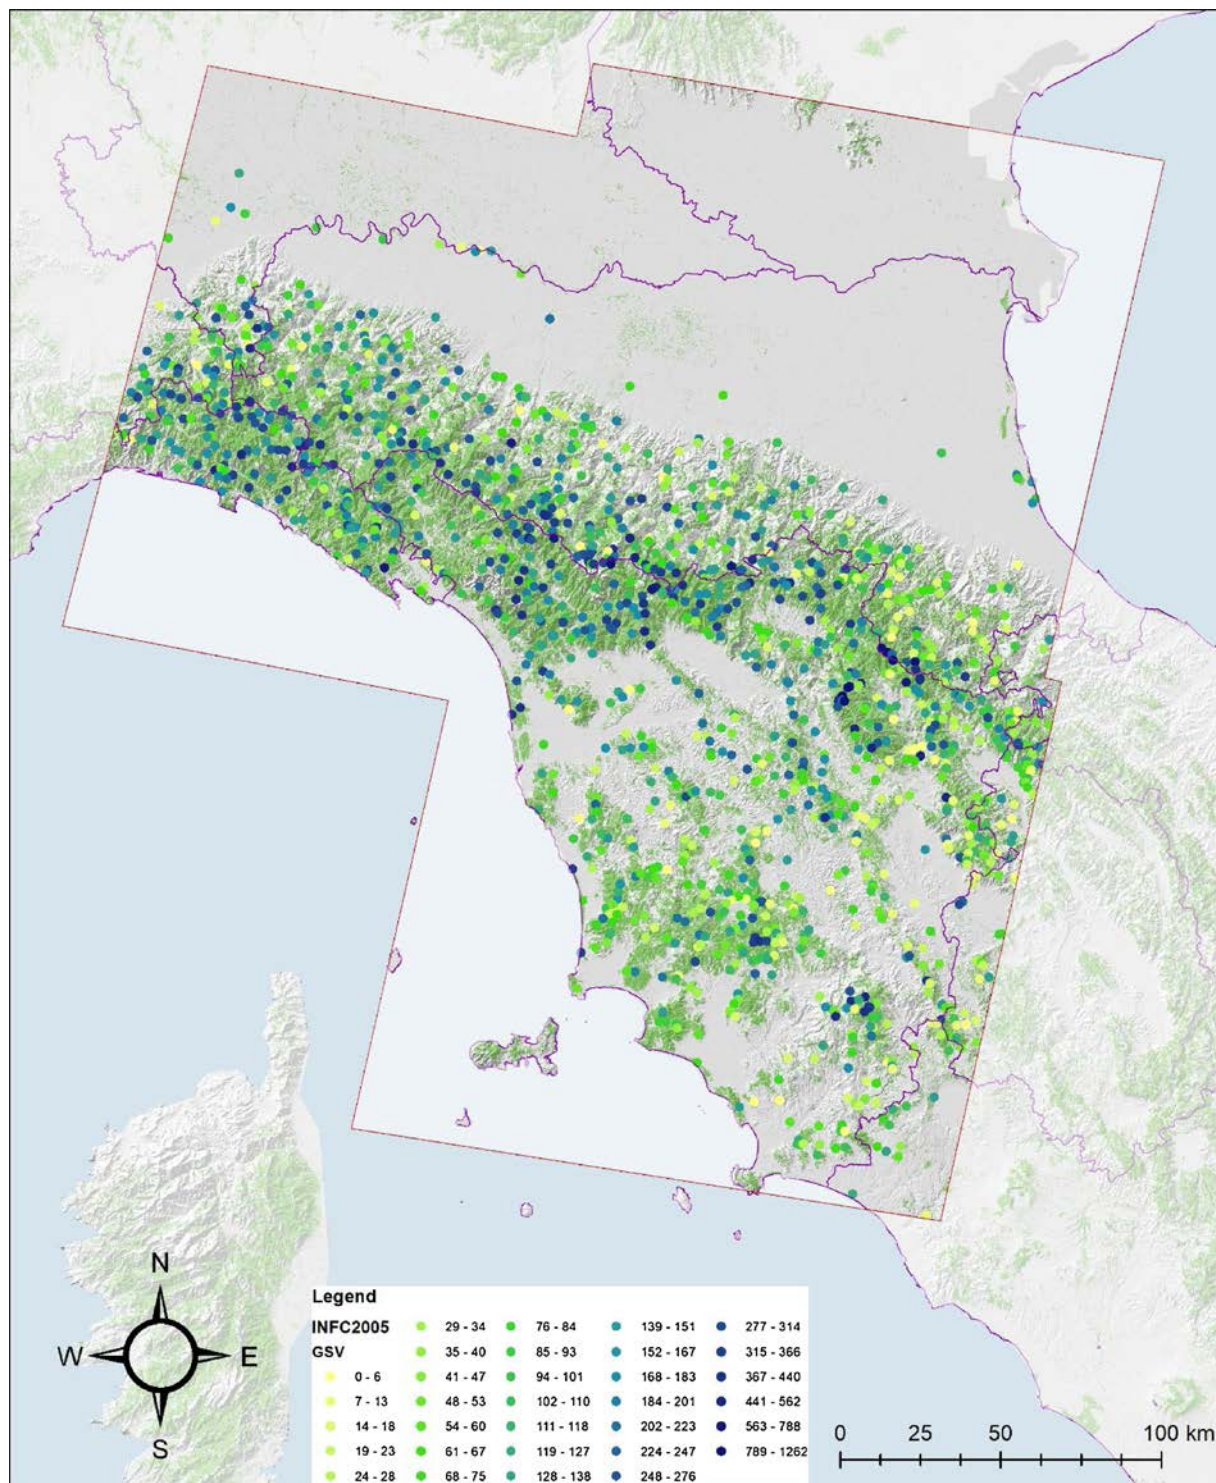 N
W E
S
Legend
INFC2005 29 - 34 76 - 84 139 - 151 277 - 314
GSV 35 - 40 85 - 93 152 - 167 315 - 366
0 - 6 41 - 47 94 - 101 168 - 183 367 - 440
7 - 13 48 - 53 102 - 110 184 - 201 441 - 562
14 - 18 54 - 60 111 - 118 202 - 223 563 - 788
19 - 23 61 - 67 119 - 127 224 - 247 789 - 1262
24 - 28 68 - 75 128 - 138 248 - 276
0 25 50 100 km